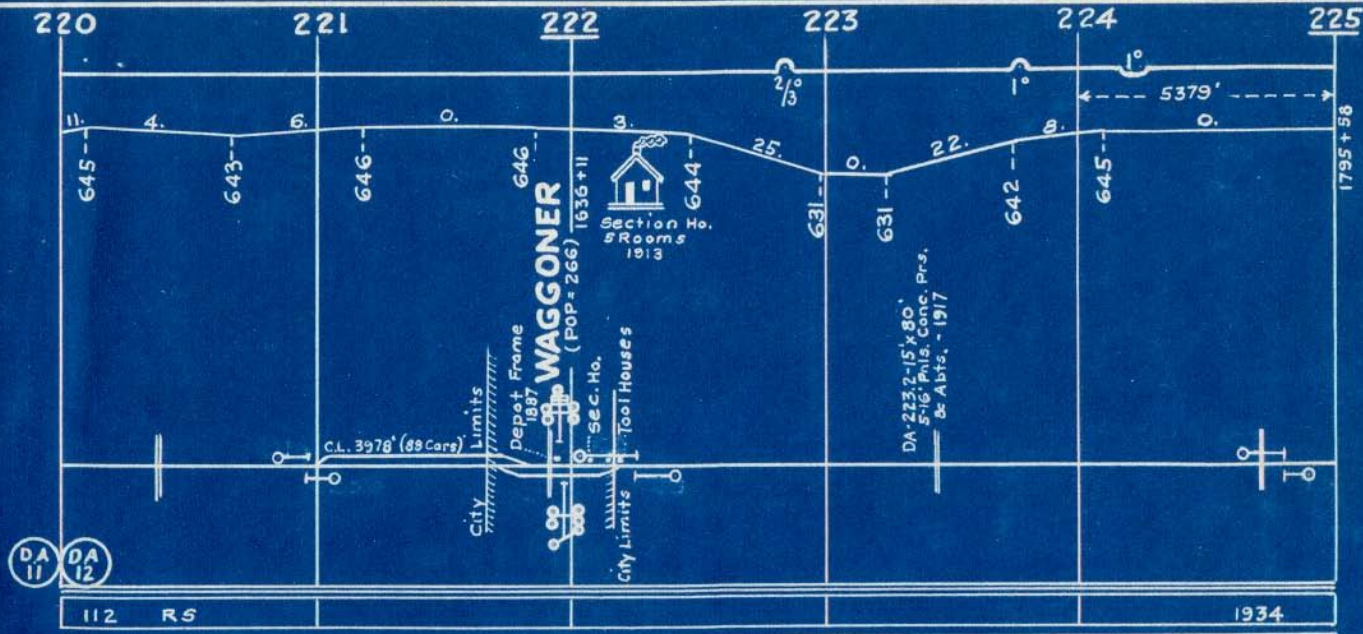 220 221 222 223 224 225
2/3° 1° 1°
5379'
11. 4. 6. 0. 3. 25. 0. 22. 8. 0.
645 643 646 646 644 631 631 642 645
1795+58
WAGGONER
(POP=266)
1636+11
Section Ho.
5 Rooms
1913
DA-223.2-15'x80'
5-16' Pnls. Conc. Prs.
& Abts. - 1917
C.L. 3978' (88 Cars)
City Limits
Depot Frame
1887
Sec. Ho.
Tool Houses
City Limits
DA
11
DA
12
112 RS 1934